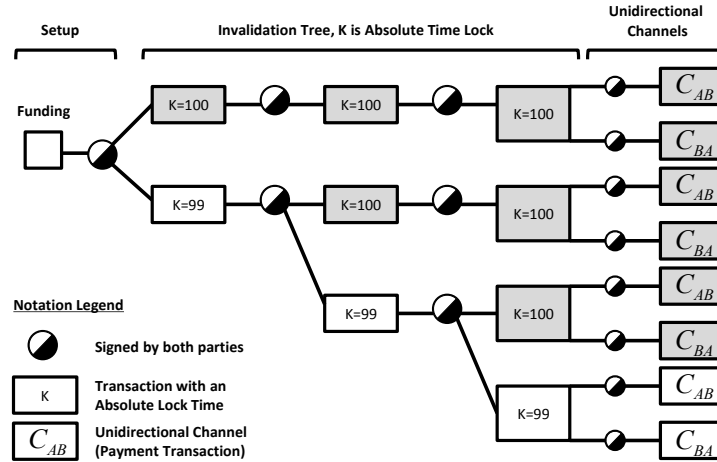 Setup
Invalidation Tree, K is Absolute Time Lock
Unidirectional
Channels
Funding
K=100
K=100
K=100
C_AB
C_BA
K=99
K=100
K=100
C_AB
C_BA
K=99
K=100
C_AB
C_BA
K=99
C_AB
C_BA
Notation Legend
Signed by both parties
K
Transaction with an
Absolute Lock Time
C_AB
Unidirectional Channel
(Payment Transaction)